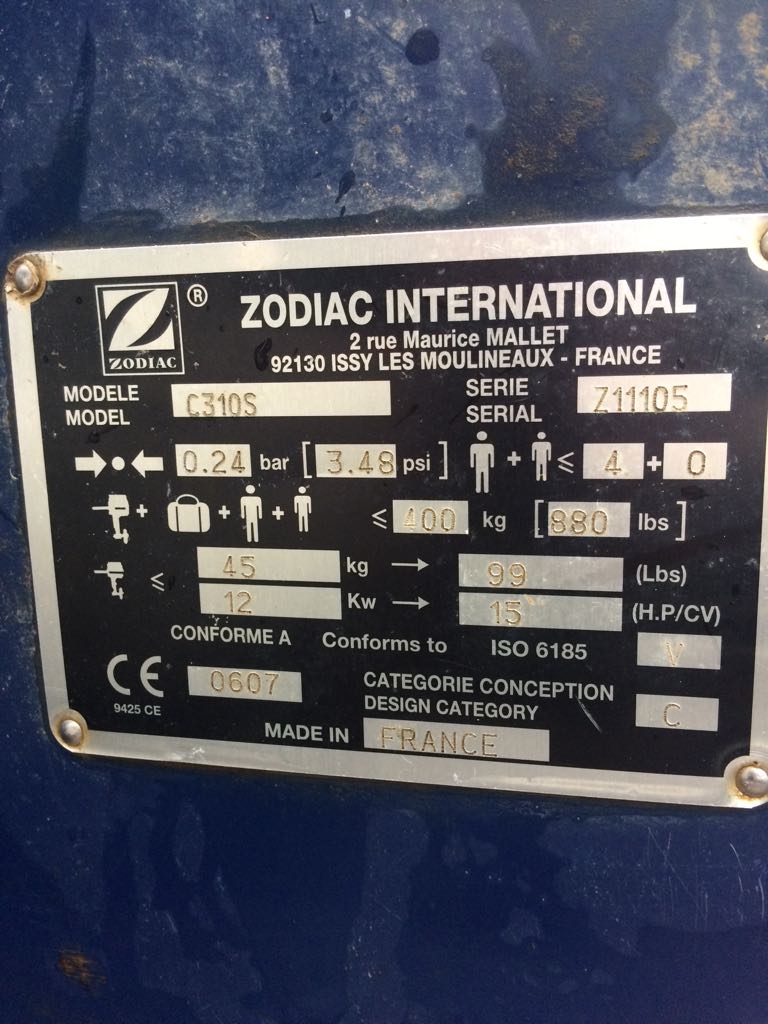 ZODIAC
®
ZODIAC INTERNATIONAL
2 rue Maurice MALLET
92130 ISSY LES MOULINEAUX - FRANCE
MODELE
MODEL
C310S
SERIE
SERIAL
Z11105
0.24 bar [ 3.48 psi ] + ≤ 4 + 0
+ + + ≤ 400 kg [ 880 lbs ]
≤ 45 kg → 99 (Lbs)
12 Kw → 15 (H.P/CV)
CONFORME A Conforms to ISO 6185 V
CE 0607
9425 CE
CATEGORIE CONCEPTION
DESIGN CATEGORY
C
MADE IN FRANCE